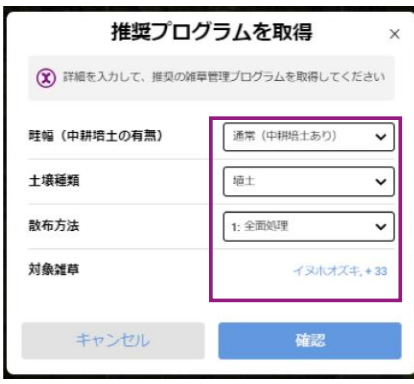 推奨プログラムを取得 ×
詳細を入力して、推奨の雑草管理プログラムを取得してください
畦幅（中耕培土の有無） 通常（中耕培土あり）
土壌種類 埴土
散布方法 1: 全面処理
対象雑草 イヌホオズキ, + 33
キャンセル 確認